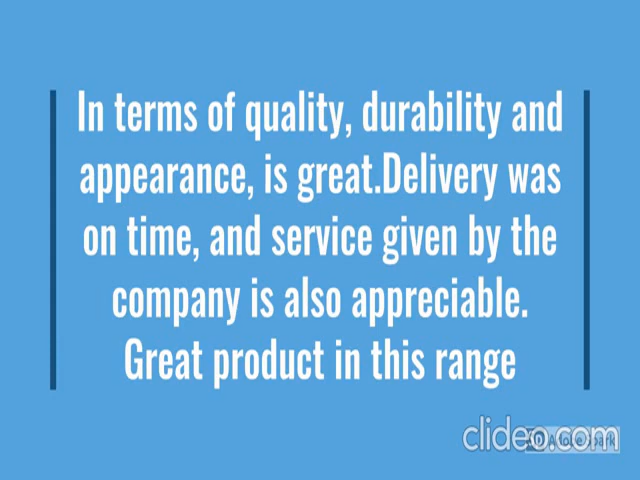 In terms of quality, durability and
appearance, is great.Delivery was
on time, and service given by the
company is also appreciable.
Great product in this range
clideo.com